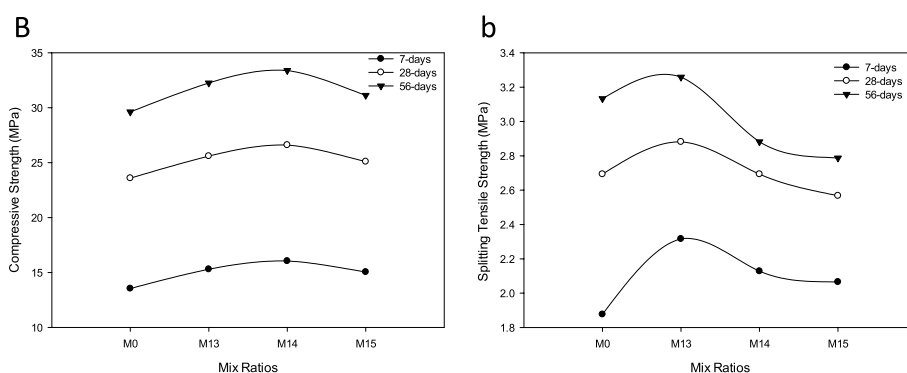 B
35
30
25
20
15
10
Compressive Strength (MPa)
7-days
28-days
56-days
M0 M13 M14 M15
Mix Ratios
b
3.4
3.2
3.0
2.8
2.6
2.4
2.2
2.0
1.8
Splitting Tensile Strength (MPa)
7-days
28-days
56-days
M0 M13 M14 M15
Mix Ratios